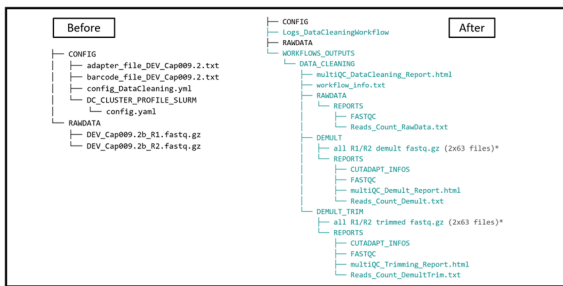 Before
├── CONFIG
│   ├── adapter_file_DEV_Cap009.2.txt
│   ├── barcode_file_DEV_Cap009.2.txt
│   ├── config_DataCleaning.yml
│   └── DC_CLUSTER_PROFILE_SLURM
│       └── config.yaml
└── RAWDATA
    ├── DEV_Cap009.2b_R1.fastq.gz
    └── DEV_Cap009.2b_R2.fastq.gz
After
├── CONFIG
├── Logs_DataCleaningWorkflow
├── RAWDATA
└── WORKFLOWS_OUTPUTS
    └── DATA_CLEANING
        ├── multiQC_DataCleaning_Report.html
        ├── workflow_info.txt
        ├── RAWDATA
        │   └── REPORTS
        │       ├── FASTQC
        │       └── Reads_Count_RawData.txt
        ├── DEMULT
        │   ├── all R1/R2 demult fastq.gz (2x63 files)*
        │   └── REPORTS
        │       ├── CUTADAPT_INFOS
        │       ├── FASTQC
        │       ├── multiQC_Demult_Report.html
        │       └── Reads_Count_Demult.txt
        └── DEMULT_TRIM
            ├── all R1/R2 trimmed fastq.gz (2x63 files)*
            └── REPORTS
                ├── CUTADAPT_INFOS
                ├── FASTQC
                ├── multiQC_Trimming_Report.html
                └── Reads_Count_DemultTrim.txt